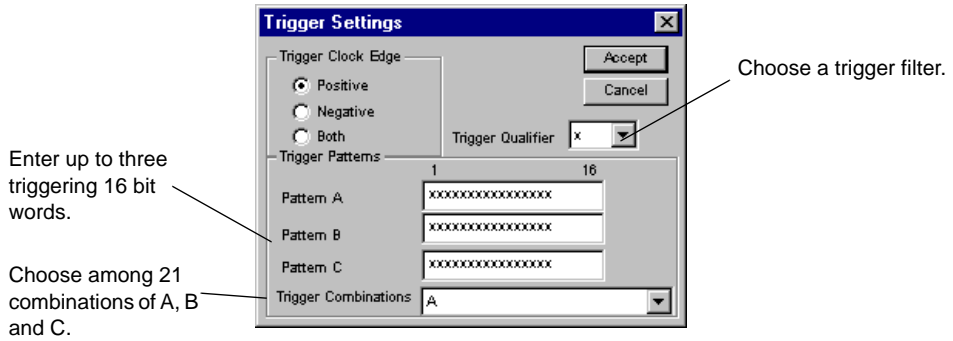 Trigger Settings
Trigger Clock Edge
Accept
Positive
Cancel
Negative
Both
Trigger Qualifier x
Choose a trigger filter.
Trigger Patterns
1 16
Pattern A xxxxxxxxxxxxxxxx
Pattern B xxxxxxxxxxxxxxxx
Pattern C xxxxxxxxxxxxxxxx
Trigger Combinations A
Enter up to three
triggering 16 bit
words.
Choose among 21
combinations of A, B
and C.